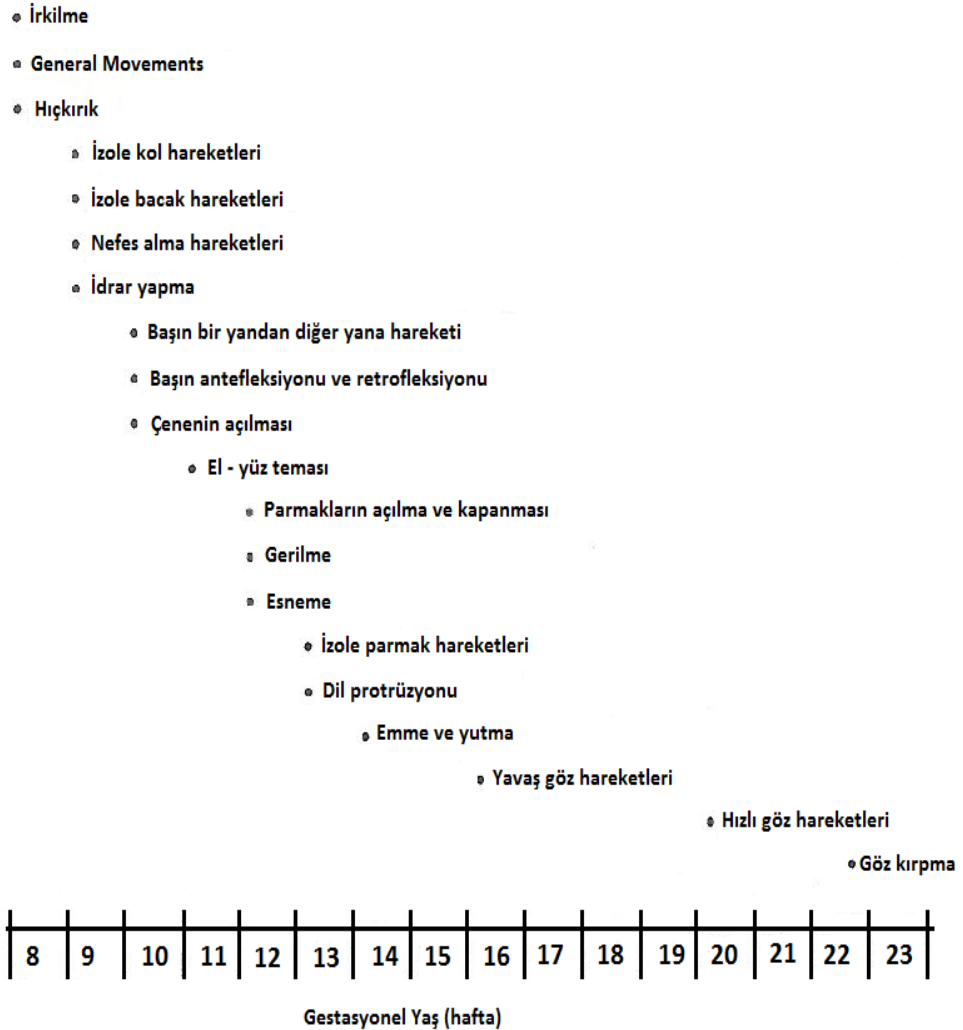 İrkilme
General Movements
Hıçkırık
İzole kol hareketleri
İzole bacak hareketleri
Nefes alma hareketleri
İdrar yapma
Başın bir yandan diğer yana hareketi
Başın antefleksiyonu ve retrofleksiyonu
Çenenin açılması
El - yüz teması
Parmakların açılma ve kapanması
Gerilme
Esneme
İzole parmak hareketleri
Dil protrüzyonu
Emme ve yutma
Yavaş göz hareketleri
Hızlı göz hareketleri
Göz kırpma
8 9 10 11 12 13 14 15 16 17 18 19 20 21 22 23
Gestasyonel Yaş (hafta)